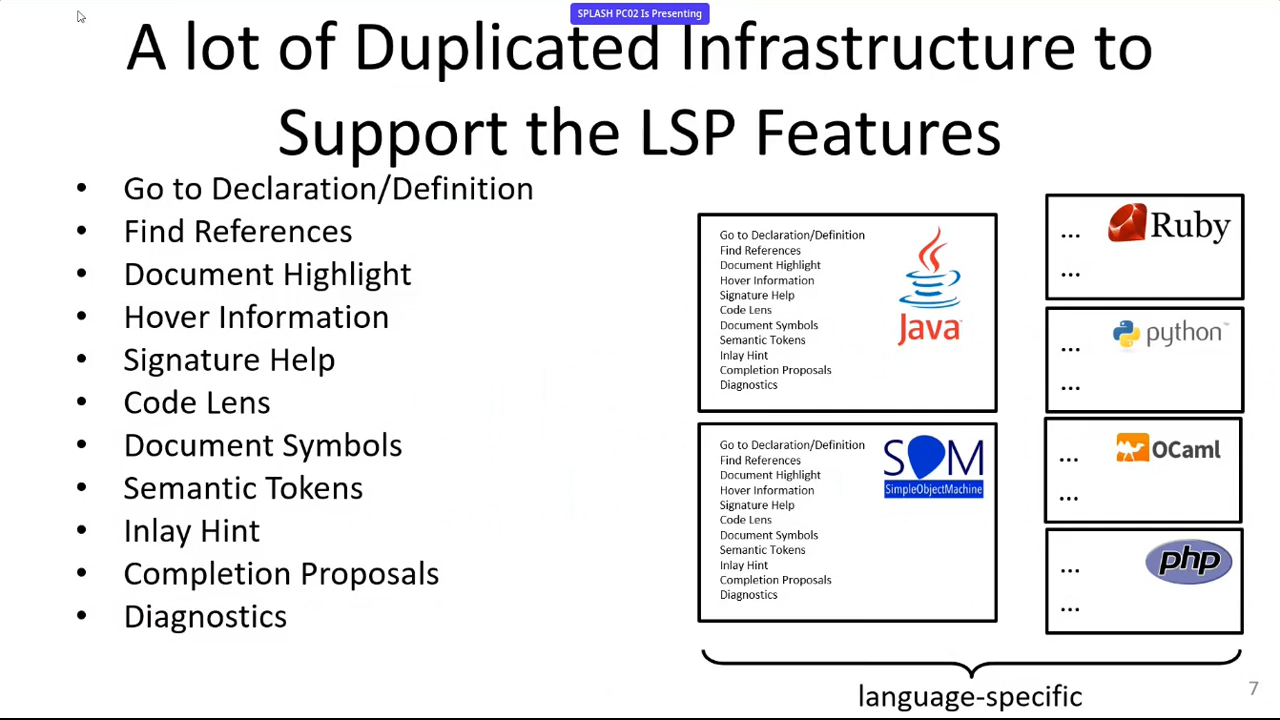 SPLASH PC02 Is Presenting
A lot of Duplicated Infrastructure to
Support the LSP Features
• Go to Declaration/Definition
• Find References
• Document Highlight
• Hover Information
• Signature Help
• Code Lens
• Document Symbols
• Semantic Tokens
• Inlay Hint
• Completion Proposals
• Diagnostics
Go to Declaration/Definition
Find References
Document Highlight
Hover Information
Signature Help
Code Lens
Document Symbols
Semantic Tokens
Inlay Hint
Completion Proposals
Diagnostics
Java™
Go to Declaration/Definition
Find References
Document Highlight
Hover Information
Signature Help
Code Lens
Document Symbols
Semantic Tokens
Inlay Hint
Completion Proposals
Diagnostics
SOM
SimpleObjectMachine
... Ruby
...
... python™
...
... OCaml
...
... php
...
language-specific
7